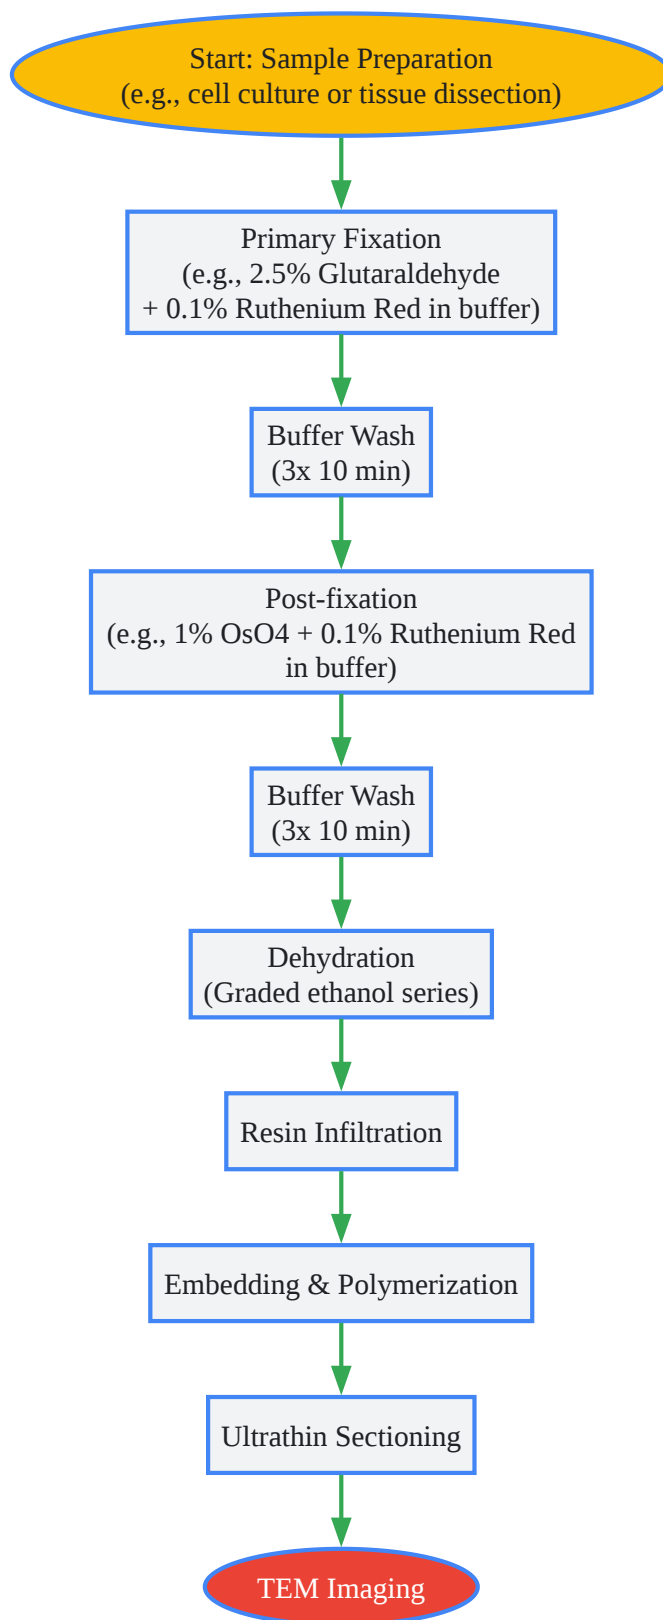 Start: Sample Preparation
(e.g., cell culture or tissue dissection)
Primary Fixation
(e.g., 2.5% Glutaraldehyde
+ 0.1% Ruthenium Red in buffer)
Buffer Wash
(3x 10 min)
Post-fixation
(e.g., 1% OsO4 + 0.1% Ruthenium Red
in buffer)
Buffer Wash
(3x 10 min)
Dehydration
(Graded ethanol series)
Resin Infiltration
Embedding & Polymerization
Ultrathin Sectioning
TEM Imaging